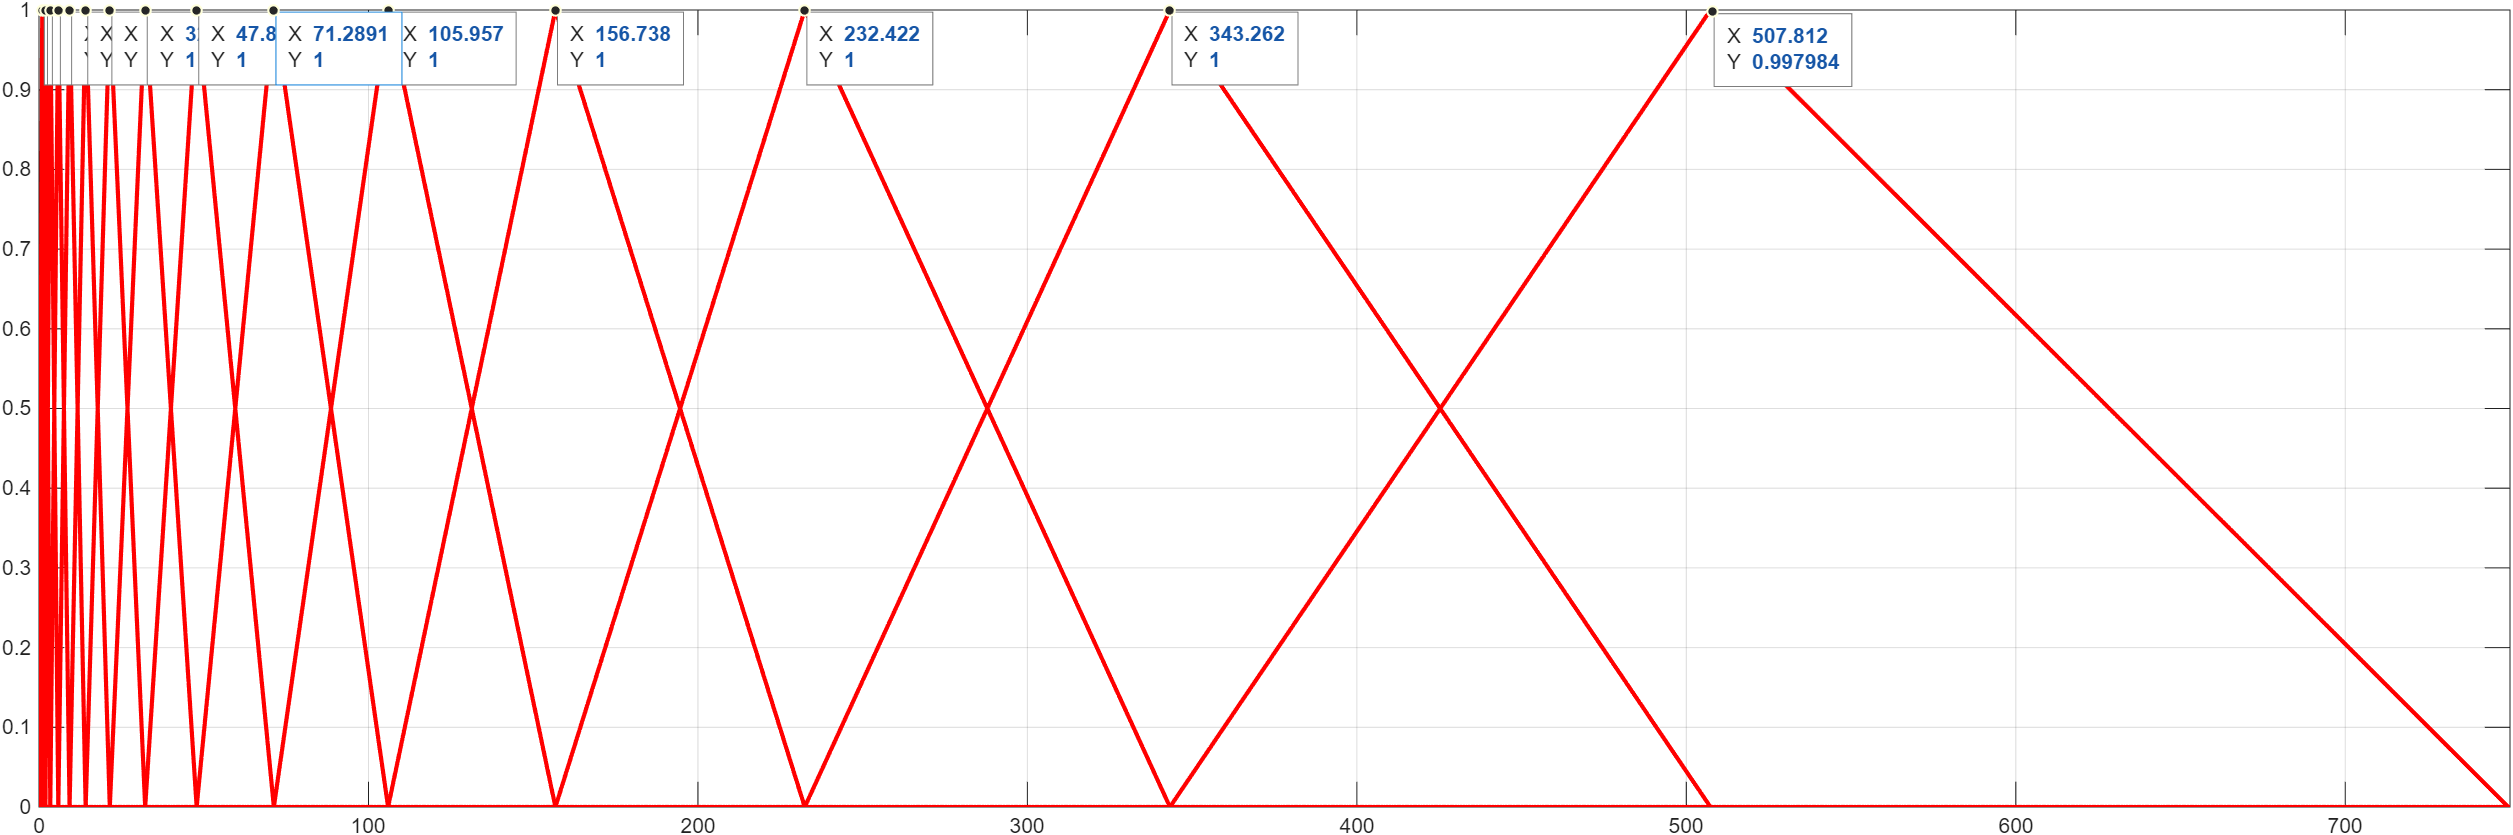 1
0.9
0.8
0.7
0.6
0.5
0.4
0.3
0.2
0.1
0
0 100 200 300 400 500 600 700
X
Y
X
Y
X
Y 1
X 47.8
Y 1
X 71.2891
Y 1
X 105.957
Y 1
X 156.738
Y 1
X 232.422
Y 1
X 343.262
Y 1
X 507.812
Y 0.997984